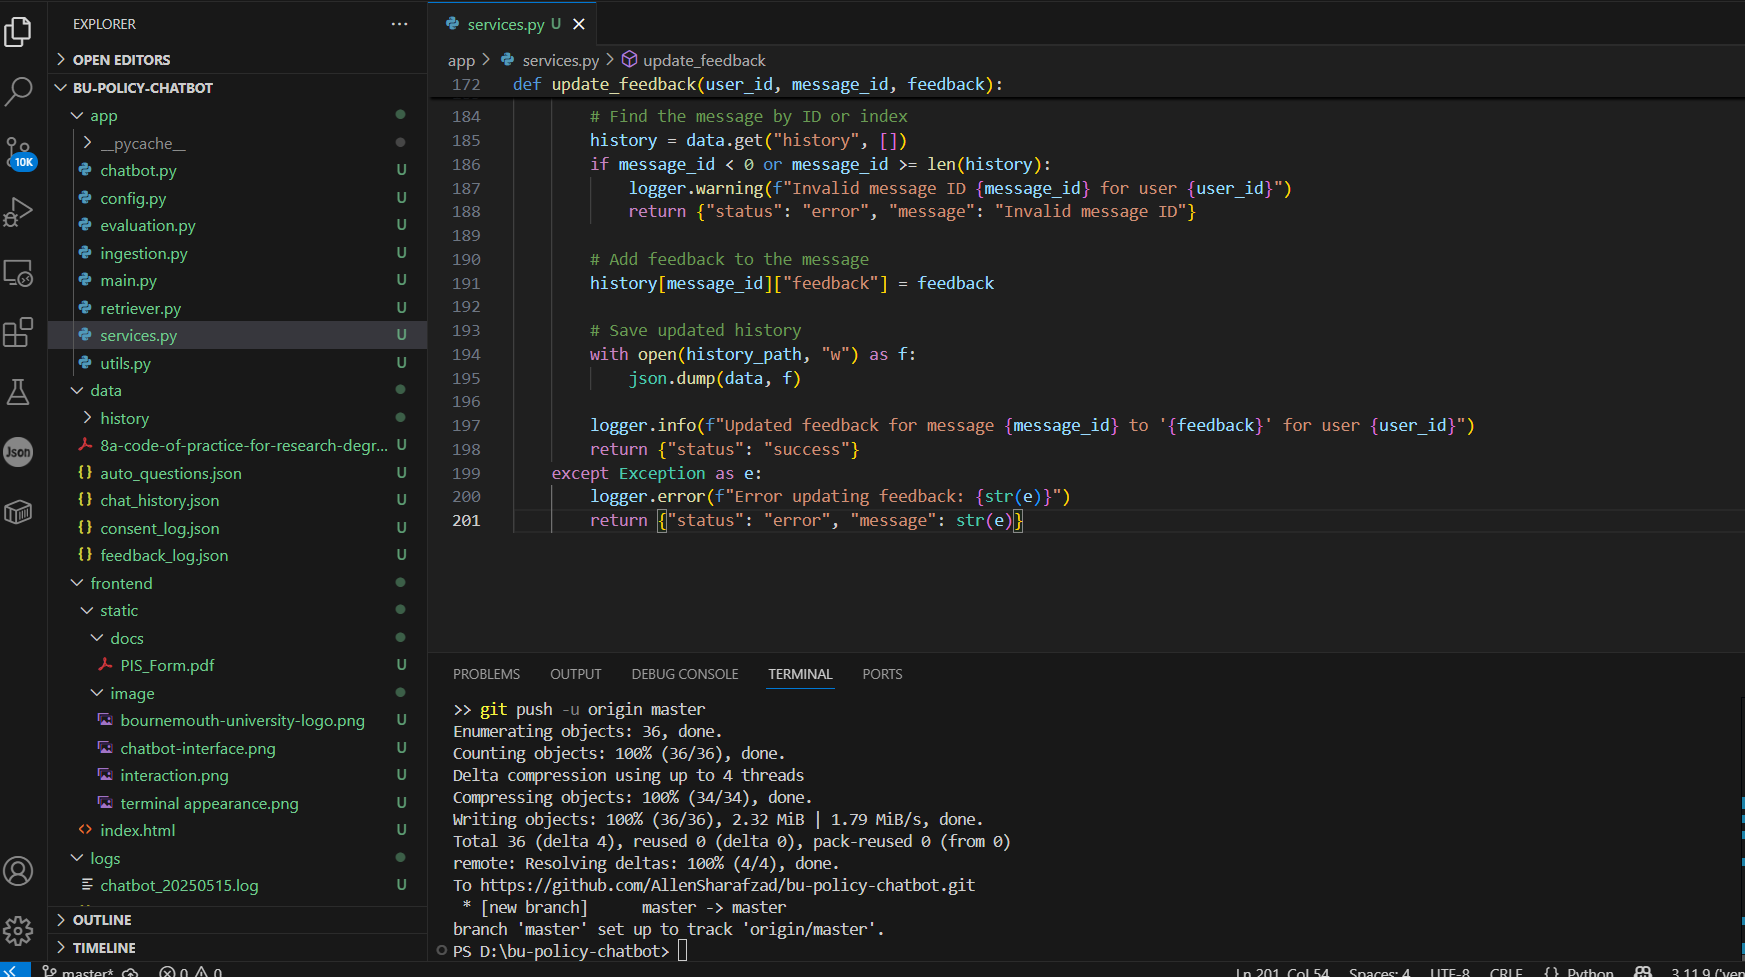 EXPLORER
···
OPEN EDITORS
BU-POLICY-CHATBOT
app
__pycache__
chatbot.py U
config.py U
evaluation.py U
ingestion.py U
main.py U
retriever.py U
services.py U
utils.py U
data
history
8a-code-of-practice-for-research-degr... U
auto_questions.json U
chat_history.json U
consent_log.json U
feedback_log.json U
frontend
static
docs
PIS_Form.pdf U
image
bournemouth-university-logo.png U
chatbot-interface.png U
interaction.png U
terminal appearance.png U
index.html U
logs
chatbot_20250515.log U
OUTLINE
TIMELINE
10K
Json
services.py U
app > services.py > update_feedback
172 def update_feedback(user_id, message_id, feedback):
184 # Find the message by ID or index
185 history = data.get("history", [])
186 if message_id < 0 or message_id >= len(history):
187 logger.warning(f"Invalid message ID {message_id} for user {user_id}")
188 return {"status": "error", "message": "Invalid message ID"}
189
190 # Add feedback to the message
191 history[message_id]["feedback"] = feedback
192
193 # Save updated history
194 with open(history_path, "w") as f:
195 json.dump(data, f)
196
197 logger.info(f"Updated feedback for message {message_id} to '{feedback}' for user {user_id}")
198 return {"status": "success"}
199 except Exception as e:
200 logger.error(f"Error updating feedback: {str(e)}")
201 return {"status": "error", "message": str(e)}
PROBLEMS OUTPUT DEBUG CONSOLE TERMINAL PORTS
>> git push -u origin master
Enumerating objects: 36, done.
Counting objects: 100% (36/36), done.
Delta compression using up to 4 threads
Compressing objects: 100% (34/34), done.
Writing objects: 100% (36/36), 2.32 MiB | 1.79 MiB/s, done.
Total 36 (delta 4), reused 0 (delta 0), pack-reused 0 (from 0)
remote: Resolving deltas: 100% (4/4), done.
To https://github.com/AllenSharafzad/bu-policy-chatbot.git
* [new branch] master -> master
branch 'master' set up to track 'origin/master'.
PS D:\bu-policy-chatbot>
master* 0 0 Ln 201, Col 54 Spaces: 4 UTF-8 CRLF {} Python 3.11.9